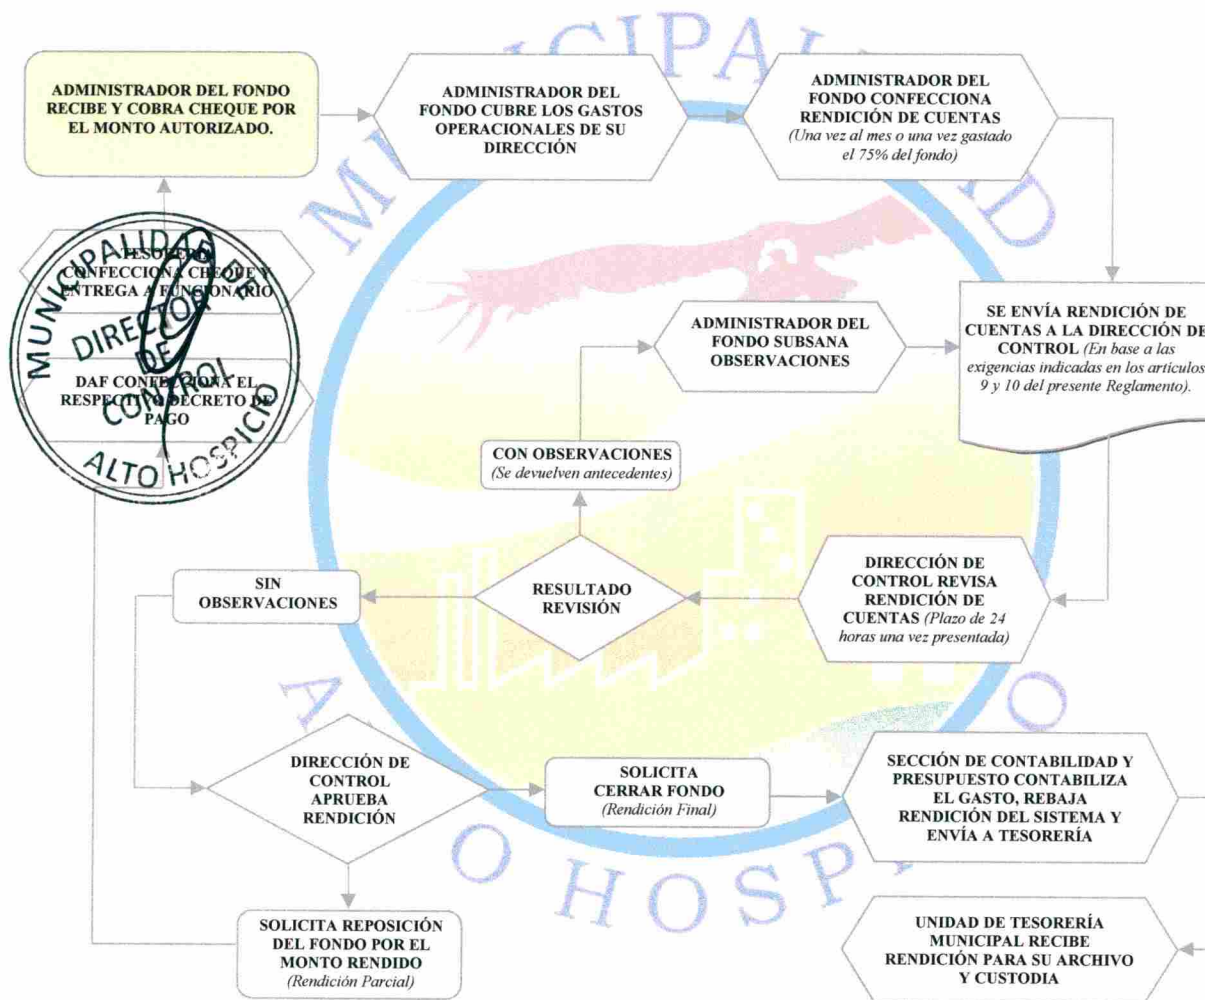 MUNICIPALIDAD
ALTO HOSPICIO
ADMINISTRADOR DEL FONDO
RECIBE Y COBRA CHEQUE POR
EL MONTO AUTORIZADO.
ADMINISTRADOR DEL
FONDO CUBRE LOS GASTOS
OPERACIONALES DE SU
DIRECCIÓN
ADMINISTRADOR DEL
FONDO CONFECCIONA
RENDICIÓN DE CUENTAS
(Una vez al mes o una vez gastado
el 75% del fondo)
CONFECCIONA CHEQUE Y
ENTREGA A FUNCIONARIO
DAF CONFECCIONA EL
RESPECTIVO DECRETO DE
PAGO
MUNICIPALIDAD DE
DIRECTOR
DE
CONTROL
ALTO HOSPICIO
ADMINISTRADOR DEL
FONDO SUBSANA
OBSERVACIONES
SE ENVÍA RENDICIÓN DE
CUENTAS A LA DIRECCIÓN DE
CONTROL (En base a las
exigencias indicadas en los articulos
9 y 10 del presente Reglamento).
CON OBSERVACIONES
(Se devuelven antecedentes)
SIN
OBSERVACIONES
RESULTADO
REVISIÓN
DIRECCIÓN DE
CONTROL REVISA
RENDICIÓN DE
CUENTAS (Plazo de 24
horas una vez presentada)
DIRECCIÓN DE
CONTROL
APRUEBA
RENDICIÓN
SOLICITA
CERRAR FONDO
(Rendición Final)
SECCIÓN DE CONTABILIDAD Y
PRESUPUESTO CONTABILIZA
EL GASTO, REBAJA
RENDICIÓN DEL SISTEMA Y
ENVÍA A TESORERÍA
SOLICITA REPOSICIÓN
DEL FONDO POR EL
MONTO RENDIDO
(Rendición Parcial)
UNIDAD DE TESORERÍA
MUNICIPAL RECIBE
RENDICIÓN PARA SU ARCHIVO
Y CUSTODIA